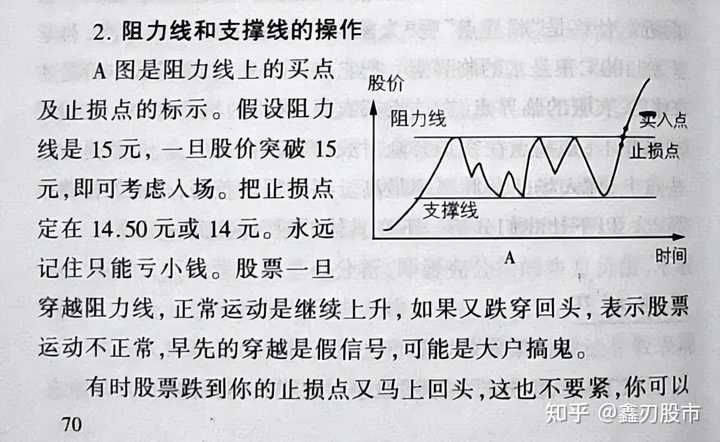 2. 阻力线和支撑线的操作
A 图是阻力线上的买点
及止损点的标示。假设阻力
线是 15 元，一旦股价突破 15
元，即可考虑入场。把止损点
定在 14.50 元或 14 元。永远
记住只能亏小钱。股票一旦
股价
阻力线
买入点
止损点
支撑线
A
时间
穿越阻力线，正常运动是继续上升，如果又跌穿回头，表示股票
运动不正常，早先的穿越是假信号，可能是大户搞鬼。
有时股票跌到你的止损点又马上回头，这也不要紧，你可以
70
知乎 @鑫刃股市